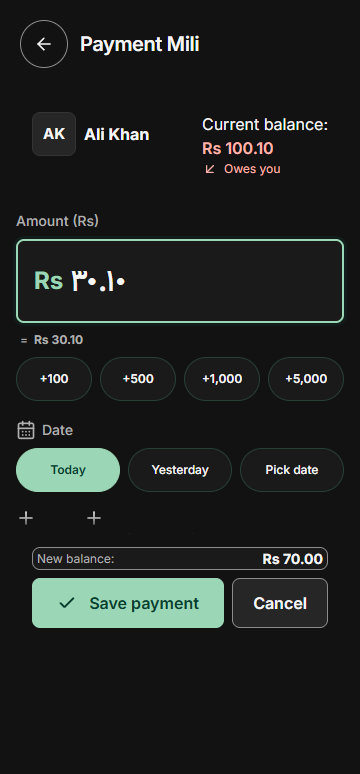 Payment Mili
AK
Ali Khan
Current balance:
Rs 100.10
Owes you
Amount (Rs)
Rs ۳۰.۱۰
= Rs 30.10
+100
+500
+1,000
+5,000
Date
Today
Yesterday
Pick date
New balance:
Rs 70.00
Save payment
Cancel